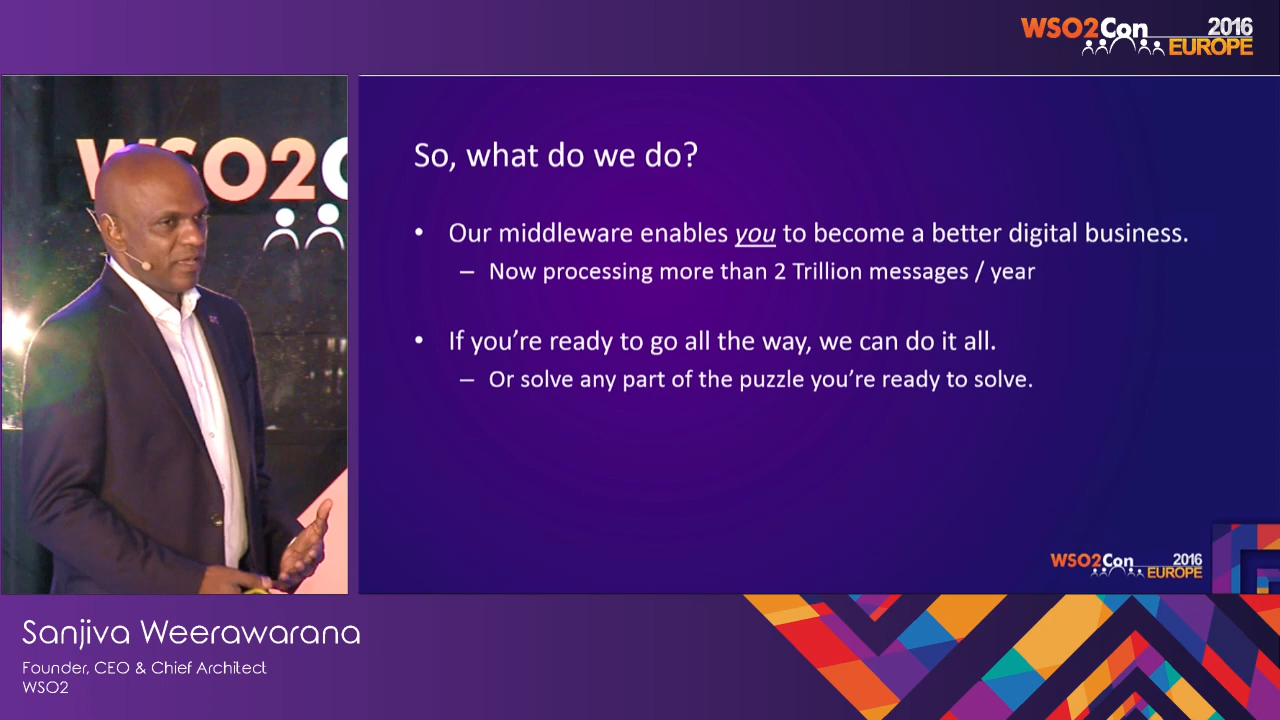 WSO2Con 2016
EUROPE
WSO2C
So, what do we do?
• Our middleware enables you to become a better digital business.
– Now processing more than 2 Trillion messages / year
• If you’re ready to go all the way, we can do it all.
– Or solve any part of the puzzle you’re ready to solve.
WSO2Con 2016
EUROPE
Sanjiva Weerawarana
Founder, CEO & Chief Architect
WSO2